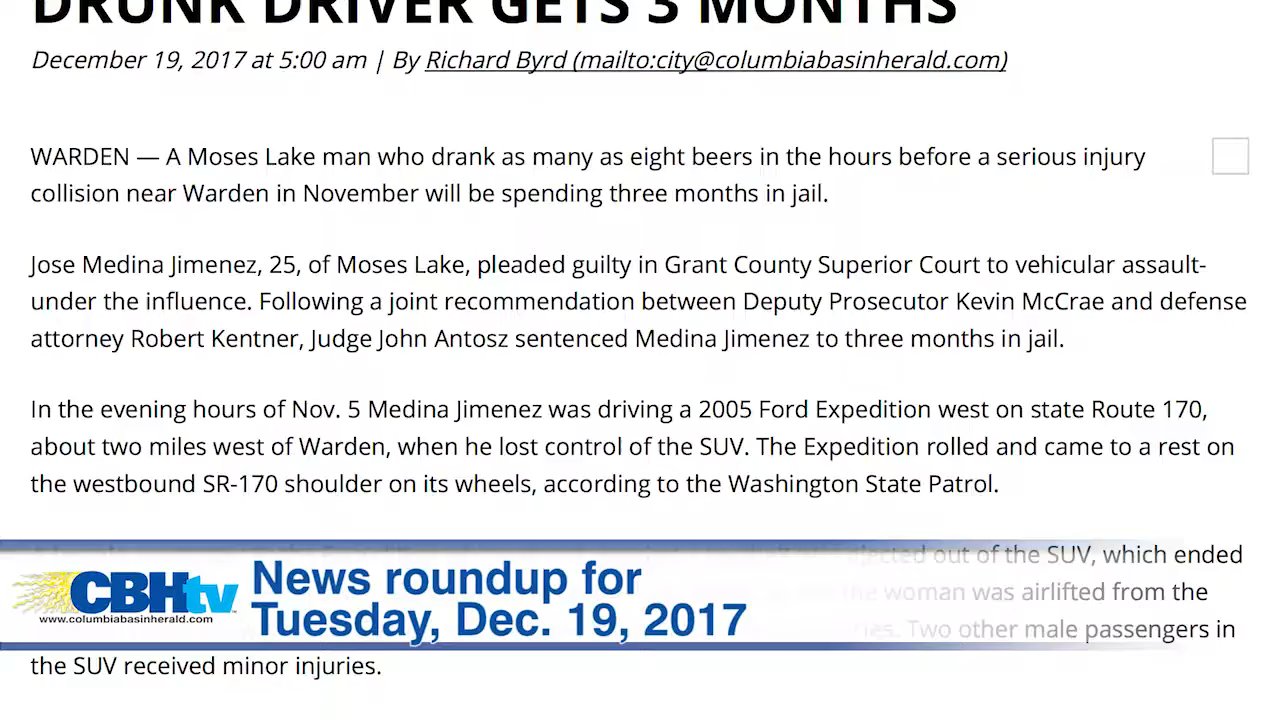 DRUNK DRIVER GETS 3 MONTHS
December 19, 2017 at 5:00 am | By Richard Byrd (mailto:city@columbiabasinherald.com)
WARDEN — A Moses Lake man who drank as many as eight beers in the hours before a serious injury
collision near Warden in November will be spending three months in jail.
Jose Medina Jimenez, 25, of Moses Lake, pleaded guilty in Grant County Superior Court to vehicular assault-
under the influence. Following a joint recommendation between Deputy Prosecutor Kevin McCrae and defense
attorney Robert Kentner, Judge John Antosz sentenced Medina Jimenez to three months in jail.
In the evening hours of Nov. 5 Medina Jimenez was driving a 2005 Ford Expedition west on state Route 170,
about two miles west of Warden, when he lost control of the SUV. The Expedition rolled and came to a rest on
the westbound SR-170 shoulder on its wheels, according to the Washington State Patrol.
ejected out of the SUV, which ended
the woman was airlifted from the
Two other male passengers in
the SUV received minor injuries.
CBHtv
www.columbiabasinherald.com
News roundup for
Tuesday, Dec. 19, 2017